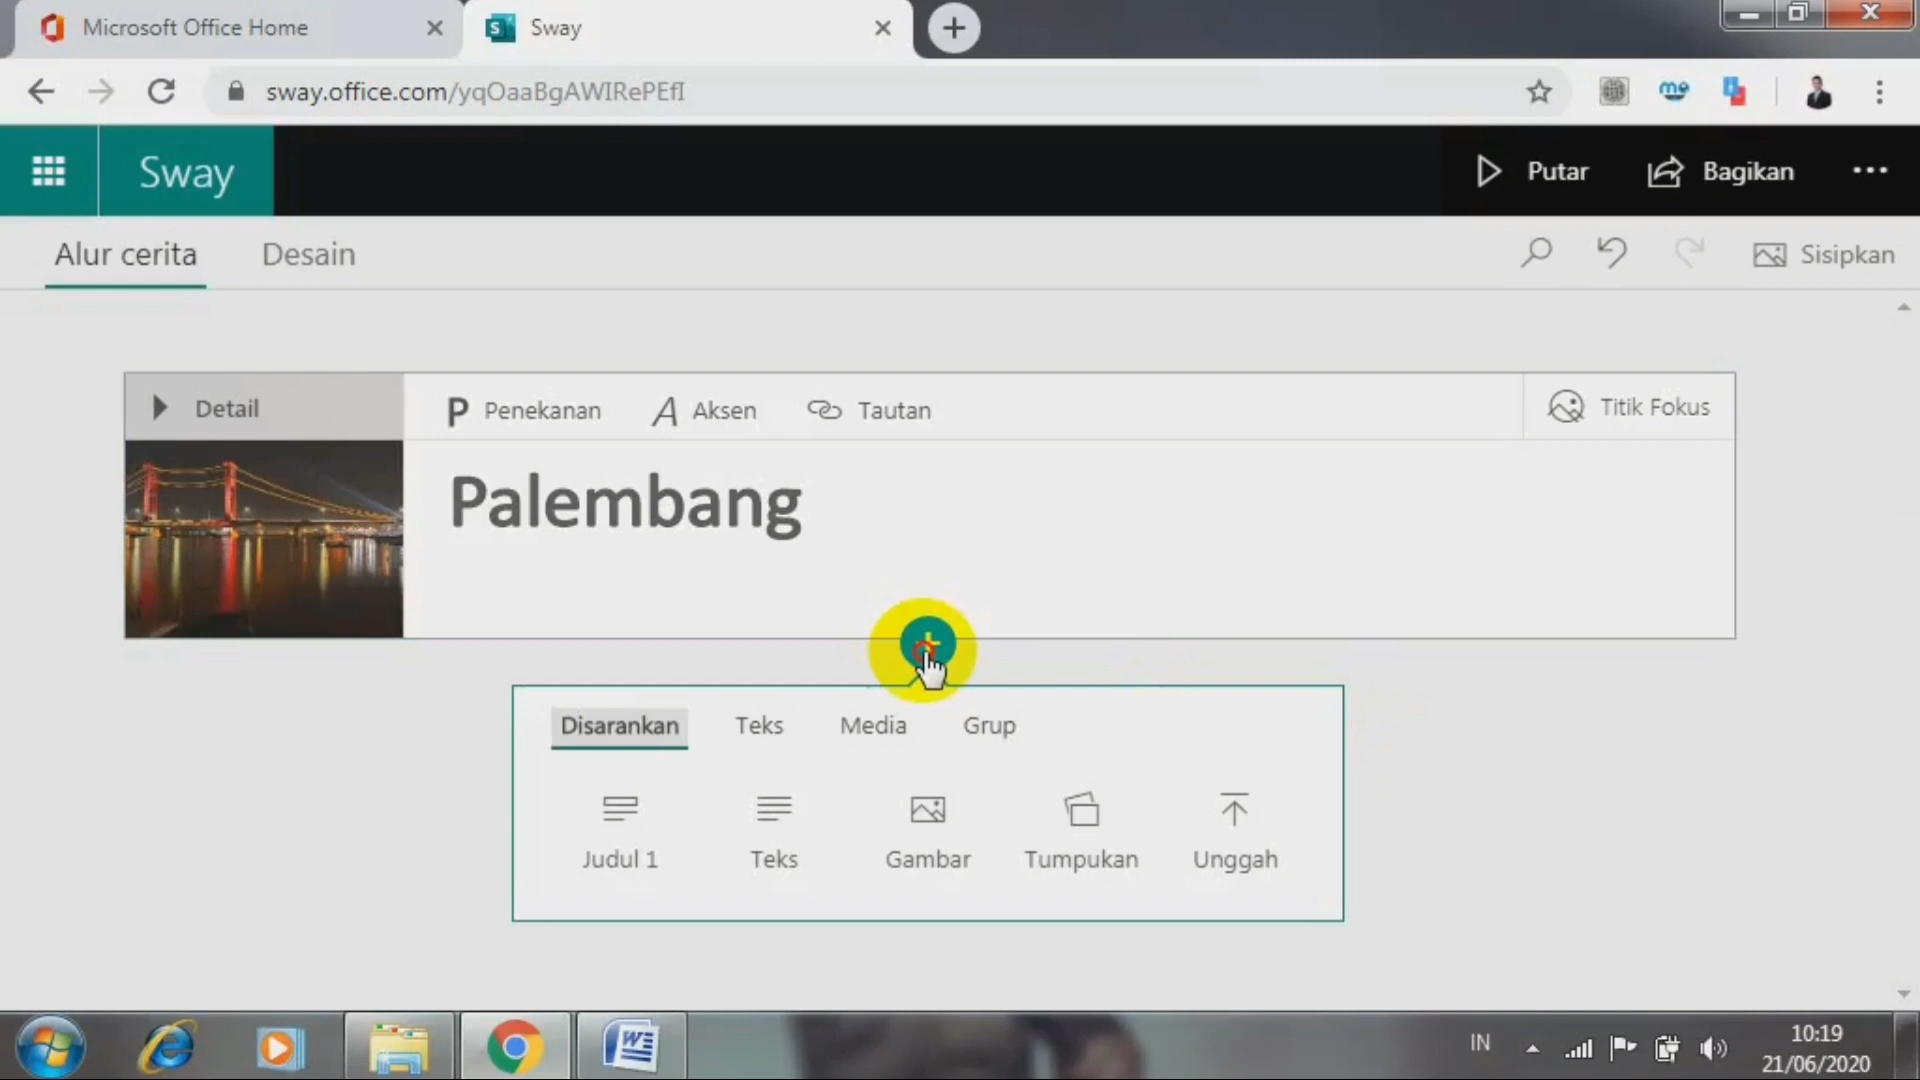 Microsoft Office Home
Sway
sway.office.com/yqOaaBgAWIRePEfI
me
Sway
Putar
Bagikan
Alur cerita
Desain
Sisipkan
Detail
P Penekanan
A Aksen
Tautan
Titik Fokus
Palembang
Disarankan
Teks
Media
Grup
Judul 1
Teks
Gambar
Tumpukan
Unggah
IN
10:19
21/06/2020